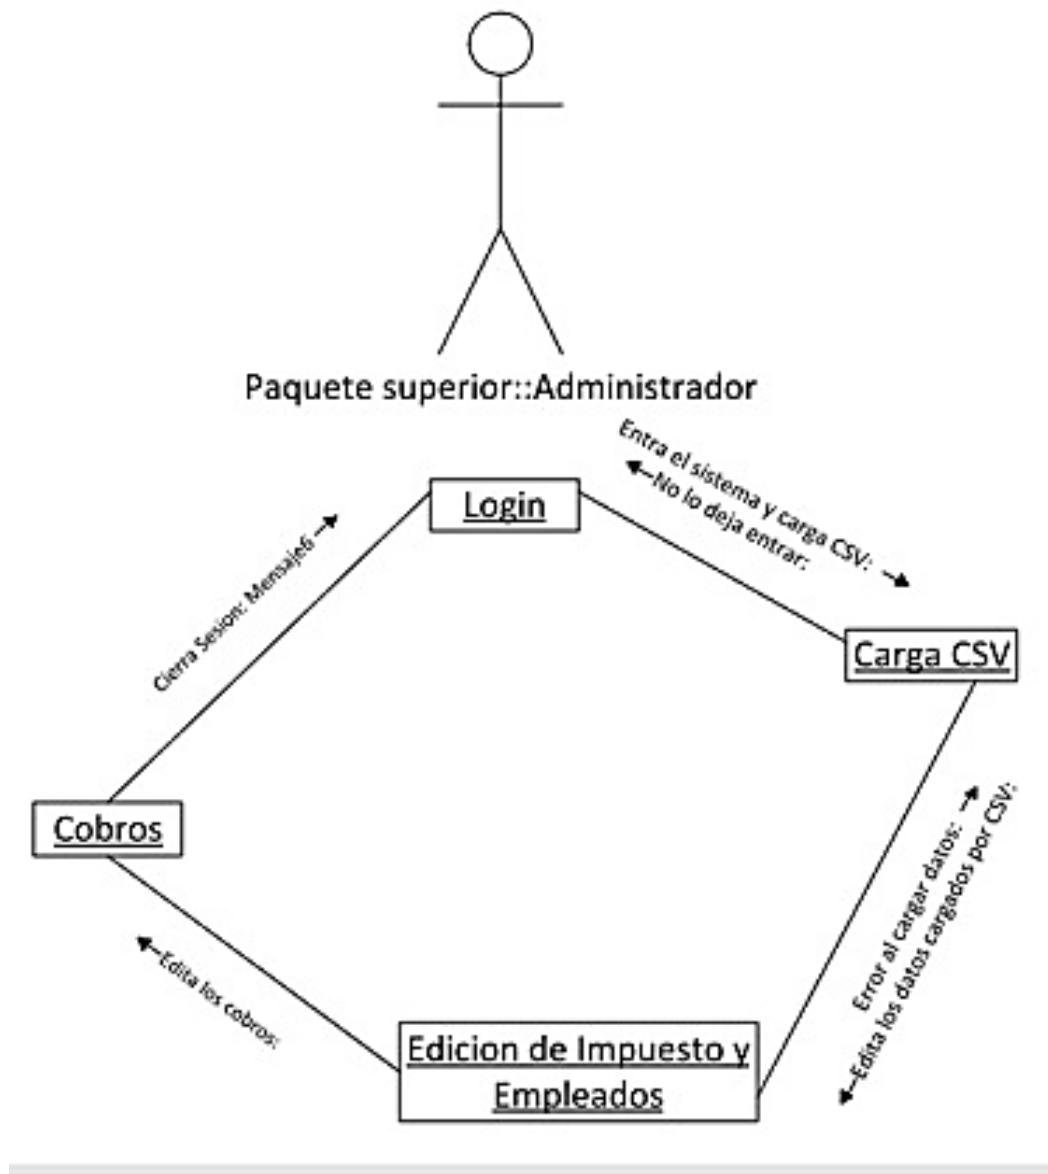 Paquete superior::Administrador
Entra el sistema y carga CSV:
No lo deja entrar:
Login
Cierra Sesion: Mensaje6
Carga CSV
Error al cargar datos:
Edita los datos cargados por CSV:
Cobros
Edita los cobros:
Edicion de Impuesto y
Empleados